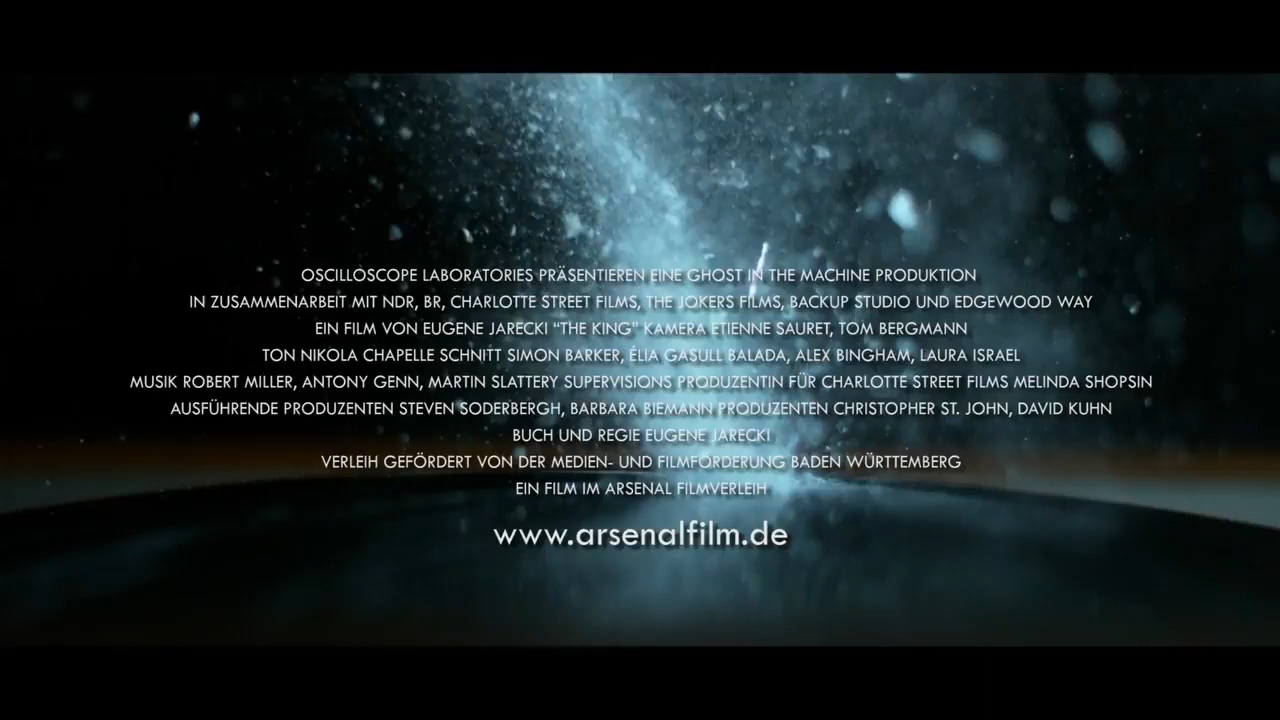 OSCILLOSCOPE LABORATORIES PRÄSENTIEREN EINE GHOST IN THE MACHINE PRODUKTION
IN ZUSAMMENARBEIT MIT NDR, BR, CHARLOTTE STREET FILMS, THE JOKERS FILMS, BACKUP STUDIO UND EDGEWOOD WAY
EIN FILM VON EUGENE JARECKI “THE KING” KAMERA ETIENNE SAURET, TOM BERGMANN
TON NIKOLA CHAPELLE SCHNITT SIMON BARKER, ÉLIA GASULL BALADA, ALEX BINGHAM, LAURA ISRAEL
MUSIK ROBERT MILLER, ANTONY GENN, MARTIN SLATTERY SUPERVISIONS PRODUZENTIN FÜR CHARLOTTE STREET FILMS MELINDA SHOPSIN
AUSFÜHRENDE PRODUZENTEN STEVEN SODERBERGH, BARBARA BIEMANN PRODUZENTEN CHRISTOPHER ST. JOHN, DAVID KUHN
BUCH UND REGIE EUGENE JARECKI
VERLEIH GEFÖRDERT VON DER MEDIEN- UND FILMFÖRDERUNG BADEN WÜRTTEMBERG
EIN FILM IM ARSENAL FILMVERLEIH
www.arsenalfilm.de